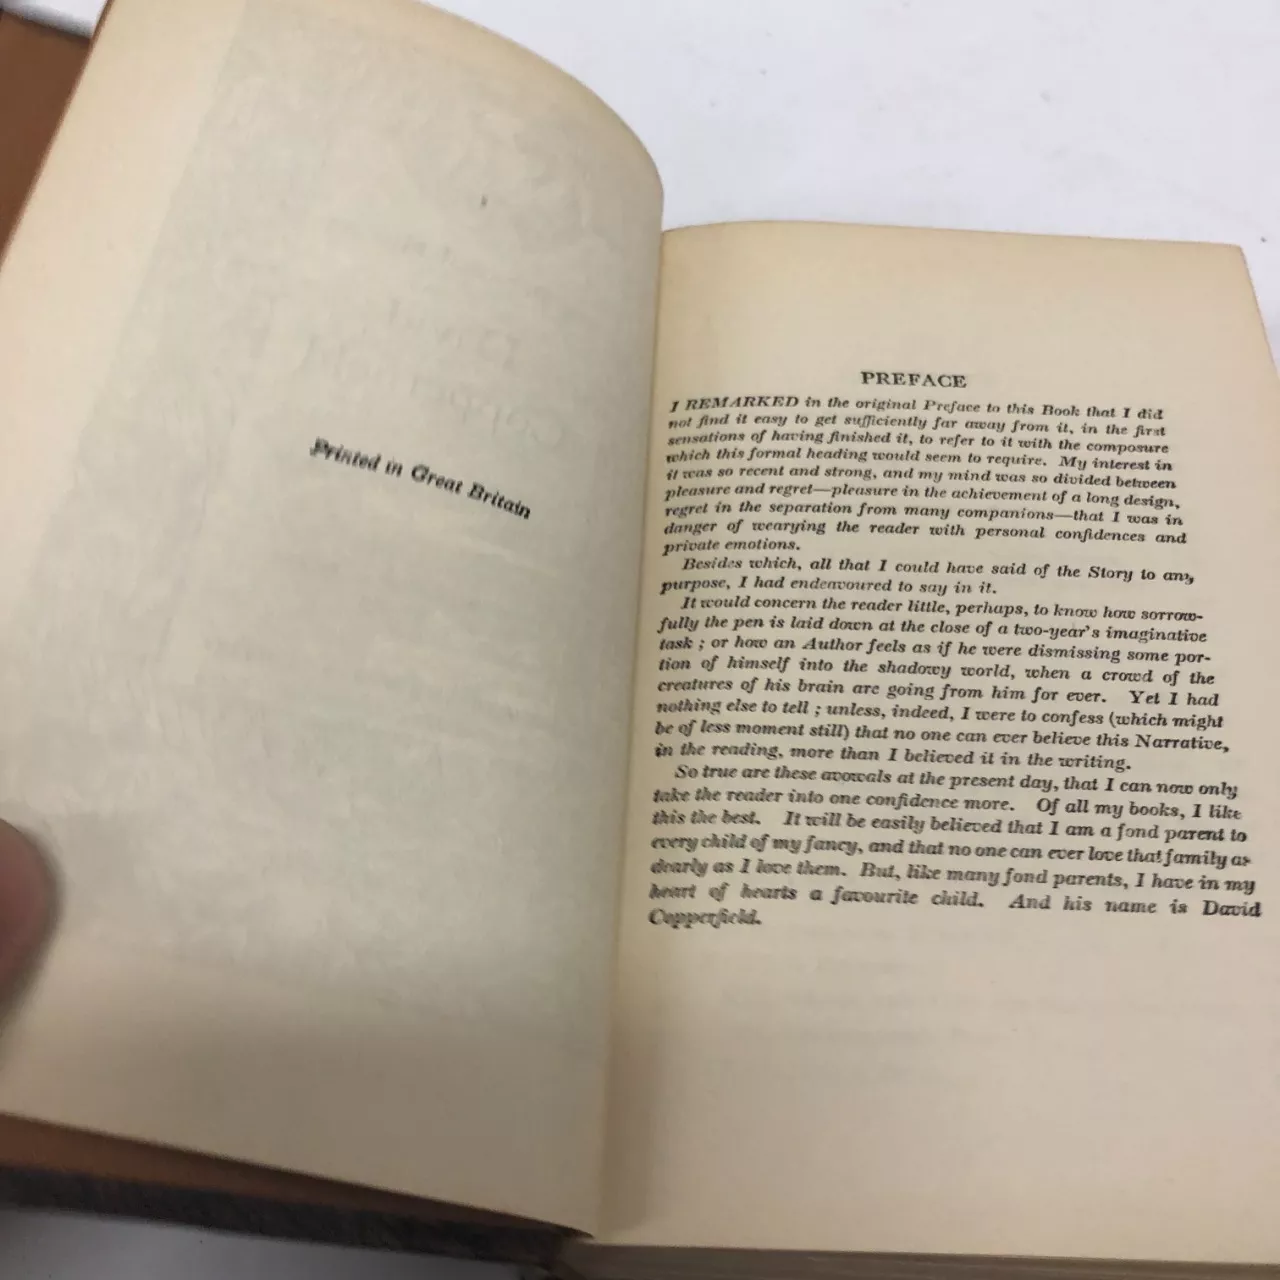 Printed in Great Britain
PREFACE
I REMARKED in the original Preface to this Book that I did
not find it easy to get sufficiently far away from it, in the first
sensations of having finished it, to refer to it with the composure
which this formal heading would seem to require. My interest in
it was so recent and strong, and my mind was so divided between
pleasure and regret—pleasure in the achievement of a long design,
regret in the separation from many companions—that I was in
danger of wearying the reader with personal confidences and
private emotions.
Besides which, all that I could have said of the Story to any
purpose, I had endeavoured to say in it.
It would concern the reader little, perhaps, to know how sorrow-
fully the pen is laid down at the close of a two-year's imaginative
task ; or how an Author feels as if he were dismissing some por-
tion of himself into the shadowy world, when a crowd of the
creatures of his brain are going from him for ever. Yet I had
nothing else to tell ; unless, indeed, I were to confess (which might
be of less moment still) that no one can ever believe this Narrative,
in the reading, more than I believed it in the writing.
So true are these avowals at the present day, that I can now only
take the reader into one confidence more. Of all my books, I like
this the best. It will be easily believed that I am a fond parent to
every child of my fancy, and that no one can ever love that family as
dearly as I love them. But, like many fond parents, I have in my
heart of hearts a favourite child. And his name is David
Copperfield.